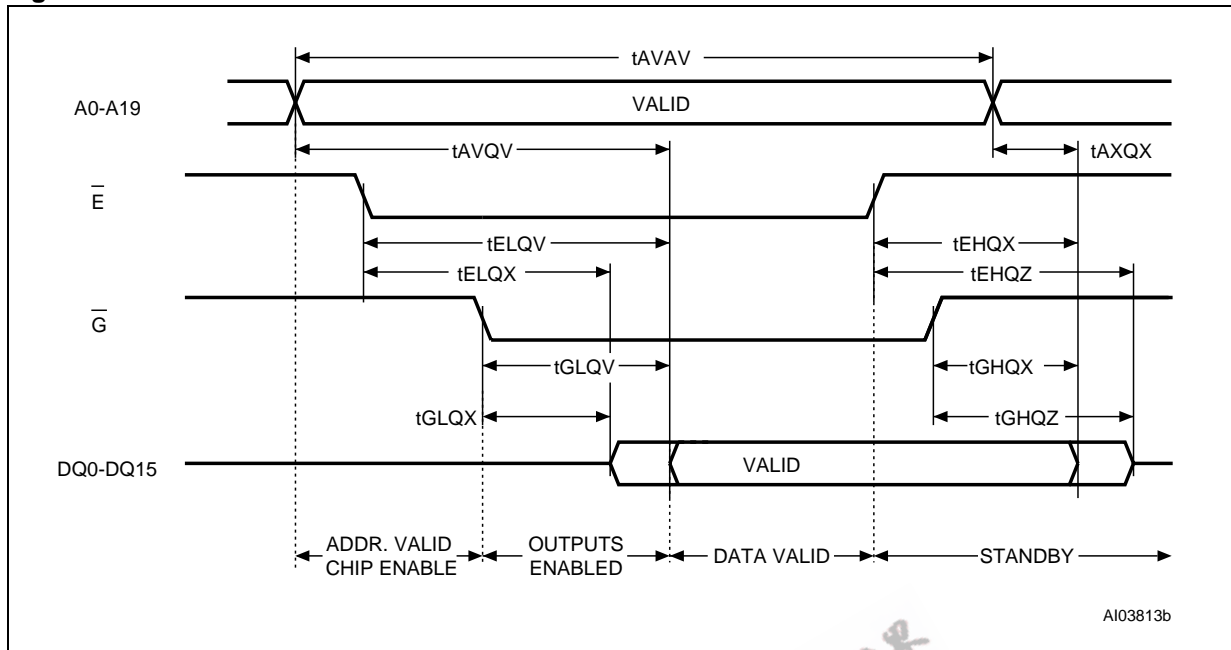 tAVAV
A0-A19
VALID
tAVQV
tAXQX
E
tELQV
tEHQX
tELQX
tEHQZ
G
tGLQV
tGHQX
tGLQX
tGHQZ
DQ0-DQ15
VALID
ADDR. VALID
CHIP ENABLE
OUTPUTS
ENABLED
DATA VALID
STANDBY
AI03813b